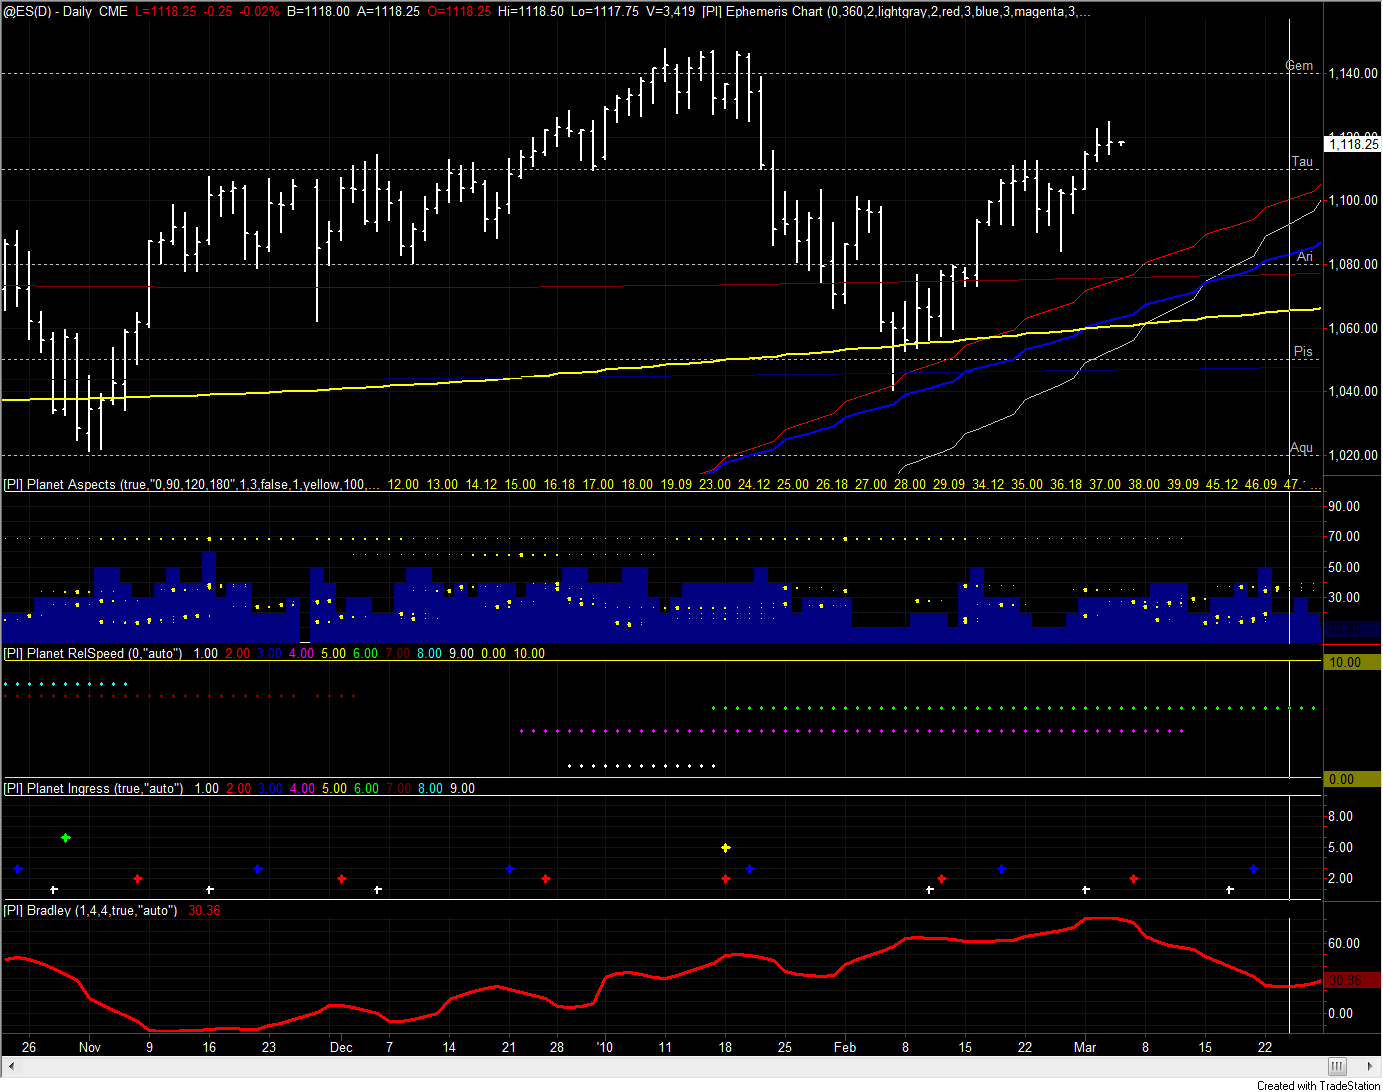 @ES(D) - Daily CME L=1118.25 -0.25 -0.02% B=1118.00 A=1118.25 O=1118.25 Hi=1118.50 Lo=1117.75 V=3,419 [PI] Ephemeris Chart (0,360,2,lightgray,2,red,3,blue,3,magenta,3,...
Gem
1,140.00
1,118.25
Tau
1,100.00
Ari
1,080.00
1,060.00
Pis
1,040.00
Aqu
1,020.00
[PI] Planet Aspects (true,"0,90,120,180",1,3,false,1,yellow,100,... 12.00 13.00 14.12 15.00 16.18 17.00 18.00 19.09 23.00 24.12 25.00 26.18 27.00 28.00 29.09 34.12 35.00 36.18 37.00 38.00 39.09 45.12 46.09 47.· ...
90.00
70.00
50.00
30.00
[PI] Planet RelSpeed (0,"auto") 1.00 2.00 3.00 4.00 5.00 6.00 7.00 8.00 9.00 0.00 10.00
10.00
0.00
[PI] Planet Ingress (true,"auto") 1.00 2.00 3.00 4.00 5.00 6.00 7.00 8.00 9.00
8.00
5.00
2.00
[PI] Bradley (1,4,4,true,"auto") 30.36
60.00
30.36
0.00
26 Nov 9 16 23 Dec 7 14 21 28 '10 11 18 25 Feb 8 15 22 Mar 8 15 22
Created with TradeStation